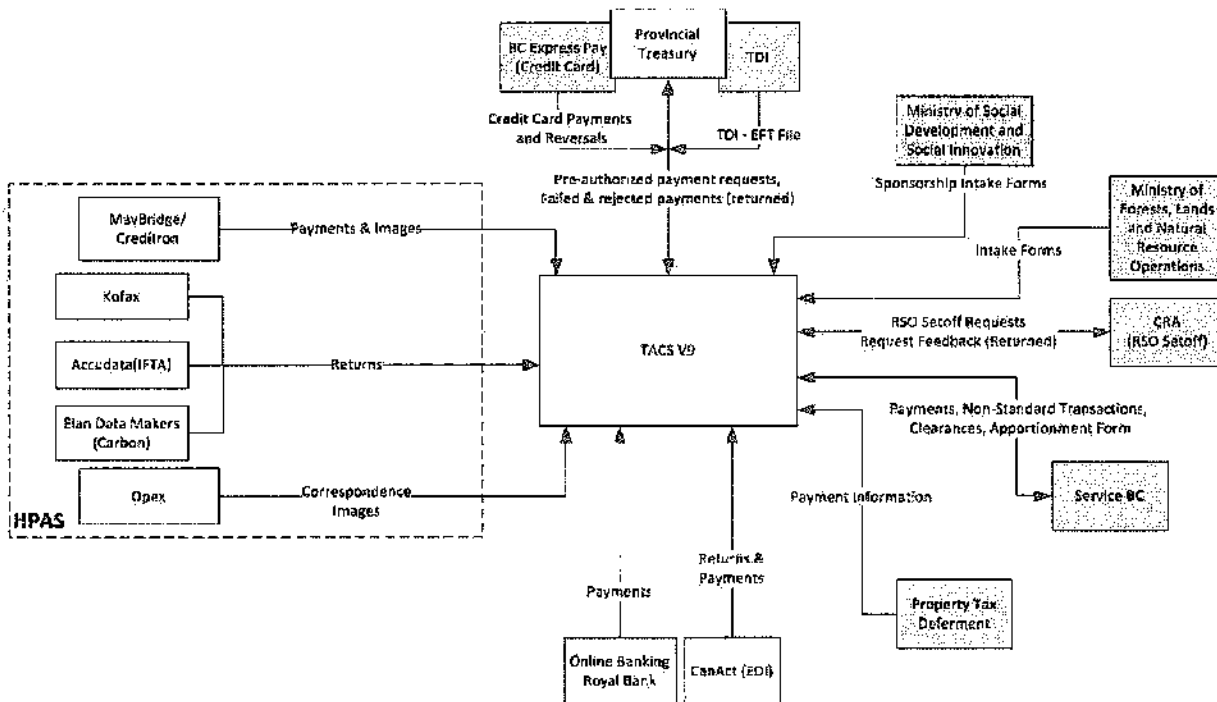 BC Express Pay
(Credit Card)
Provincial
Treasury
TDI
Credit Card Payments
and Reversals
TDI - EFT File
Ministry of Social
Development and
Social Innovation
Pre-authorized payment requests,
failed & rejected payments (returned)
Sponsorship Intake Forms
Ministry of
Forests, Lands
and Natural
Resource
Operations
MavBridge/
Creditron
Payments & Images
Intake Forms
Kofax
TACS V9
RSO Setoff Requests
Request Feedback (Returned)
CRA
(RSO Setoff)
Accudata(IFTA)
Returns
Elan Data Makers
(Carbon)
Payments, Non-Standard Transactions,
Clearances, Apportionment Form
Opex
Correspondence
Images
Payment Information
Service BC
HPAS
Payments
Returns &
Payments
Property Tax
Deferment
Online Banking
Royal Bank
CanAct (EDI)